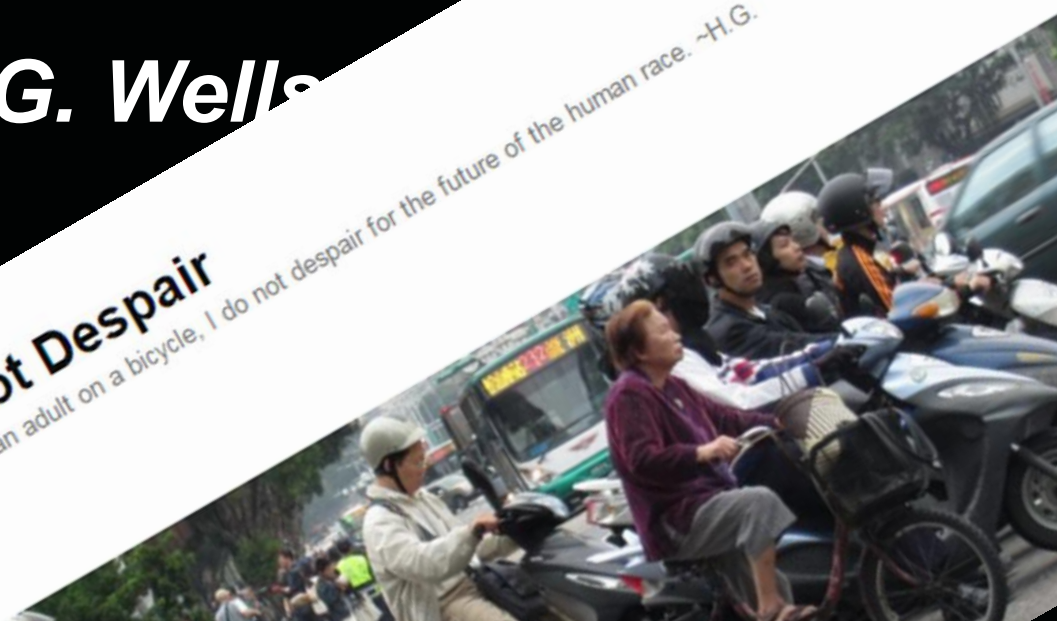 G. Wells
ot Despair
an adult on a bicycle, I do not despair for the future of the human race. ~H.G.